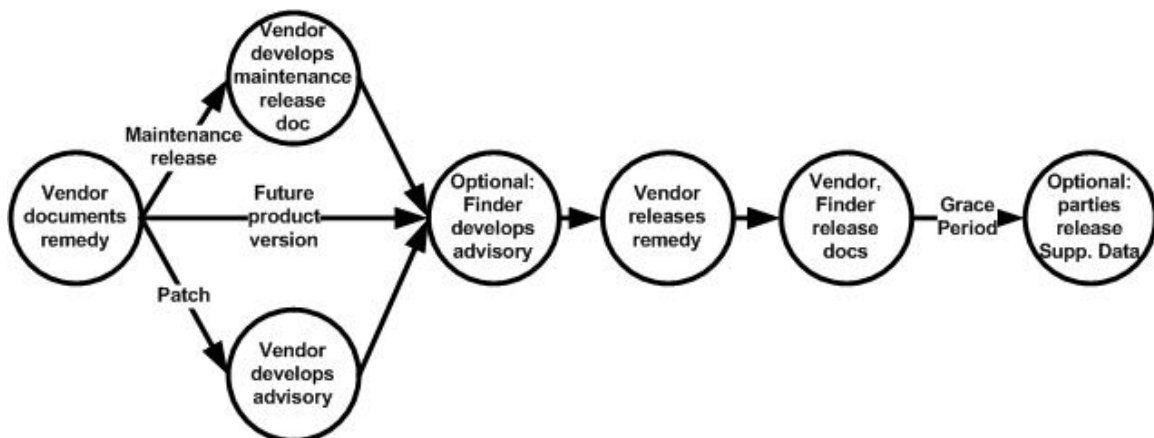 Vendor
develops
maintenance
release
doc
Maintenance
release
Vendor
documents
remedy
Future
product
version
Patch
Vendor
develops
advisory
Optional:
Finder
develops
advisory
Vendor
releases
remedy
Vendor,
Finder
release
docs
Grace
Period
Optional:
parties
release
Supp. Data